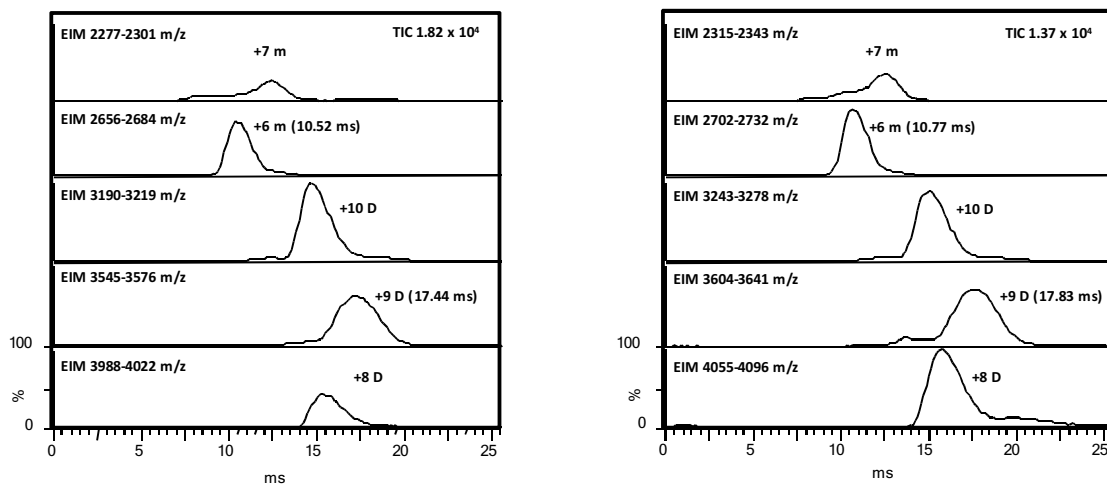 EIM 2277-2301 m/z TIC 1.82 x 10⁴
+7 m
EIM 2656-2684 m/z
+6 m (10.52 ms)
EIM 3190-3219 m/z
+10 D
EIM 3545-3576 m/z
+9 D (17.44 ms)
100
EIM 3988-4022 m/z
+8 D
%
0
0 5 10 15 20 25
ms
EIM 2315-2343 m/z TIC 1.37 x 10⁴
+7 m
EIM 2702-2732 m/z
+6 m (10.77 ms)
EIM 3243-3278 m/z
+10 D
EIM 3604-3641 m/z
+9 D (17.83 ms)
100
EIM 4055-4096 m/z
+8 D
%
0
0 5 10 15 20 25
ms